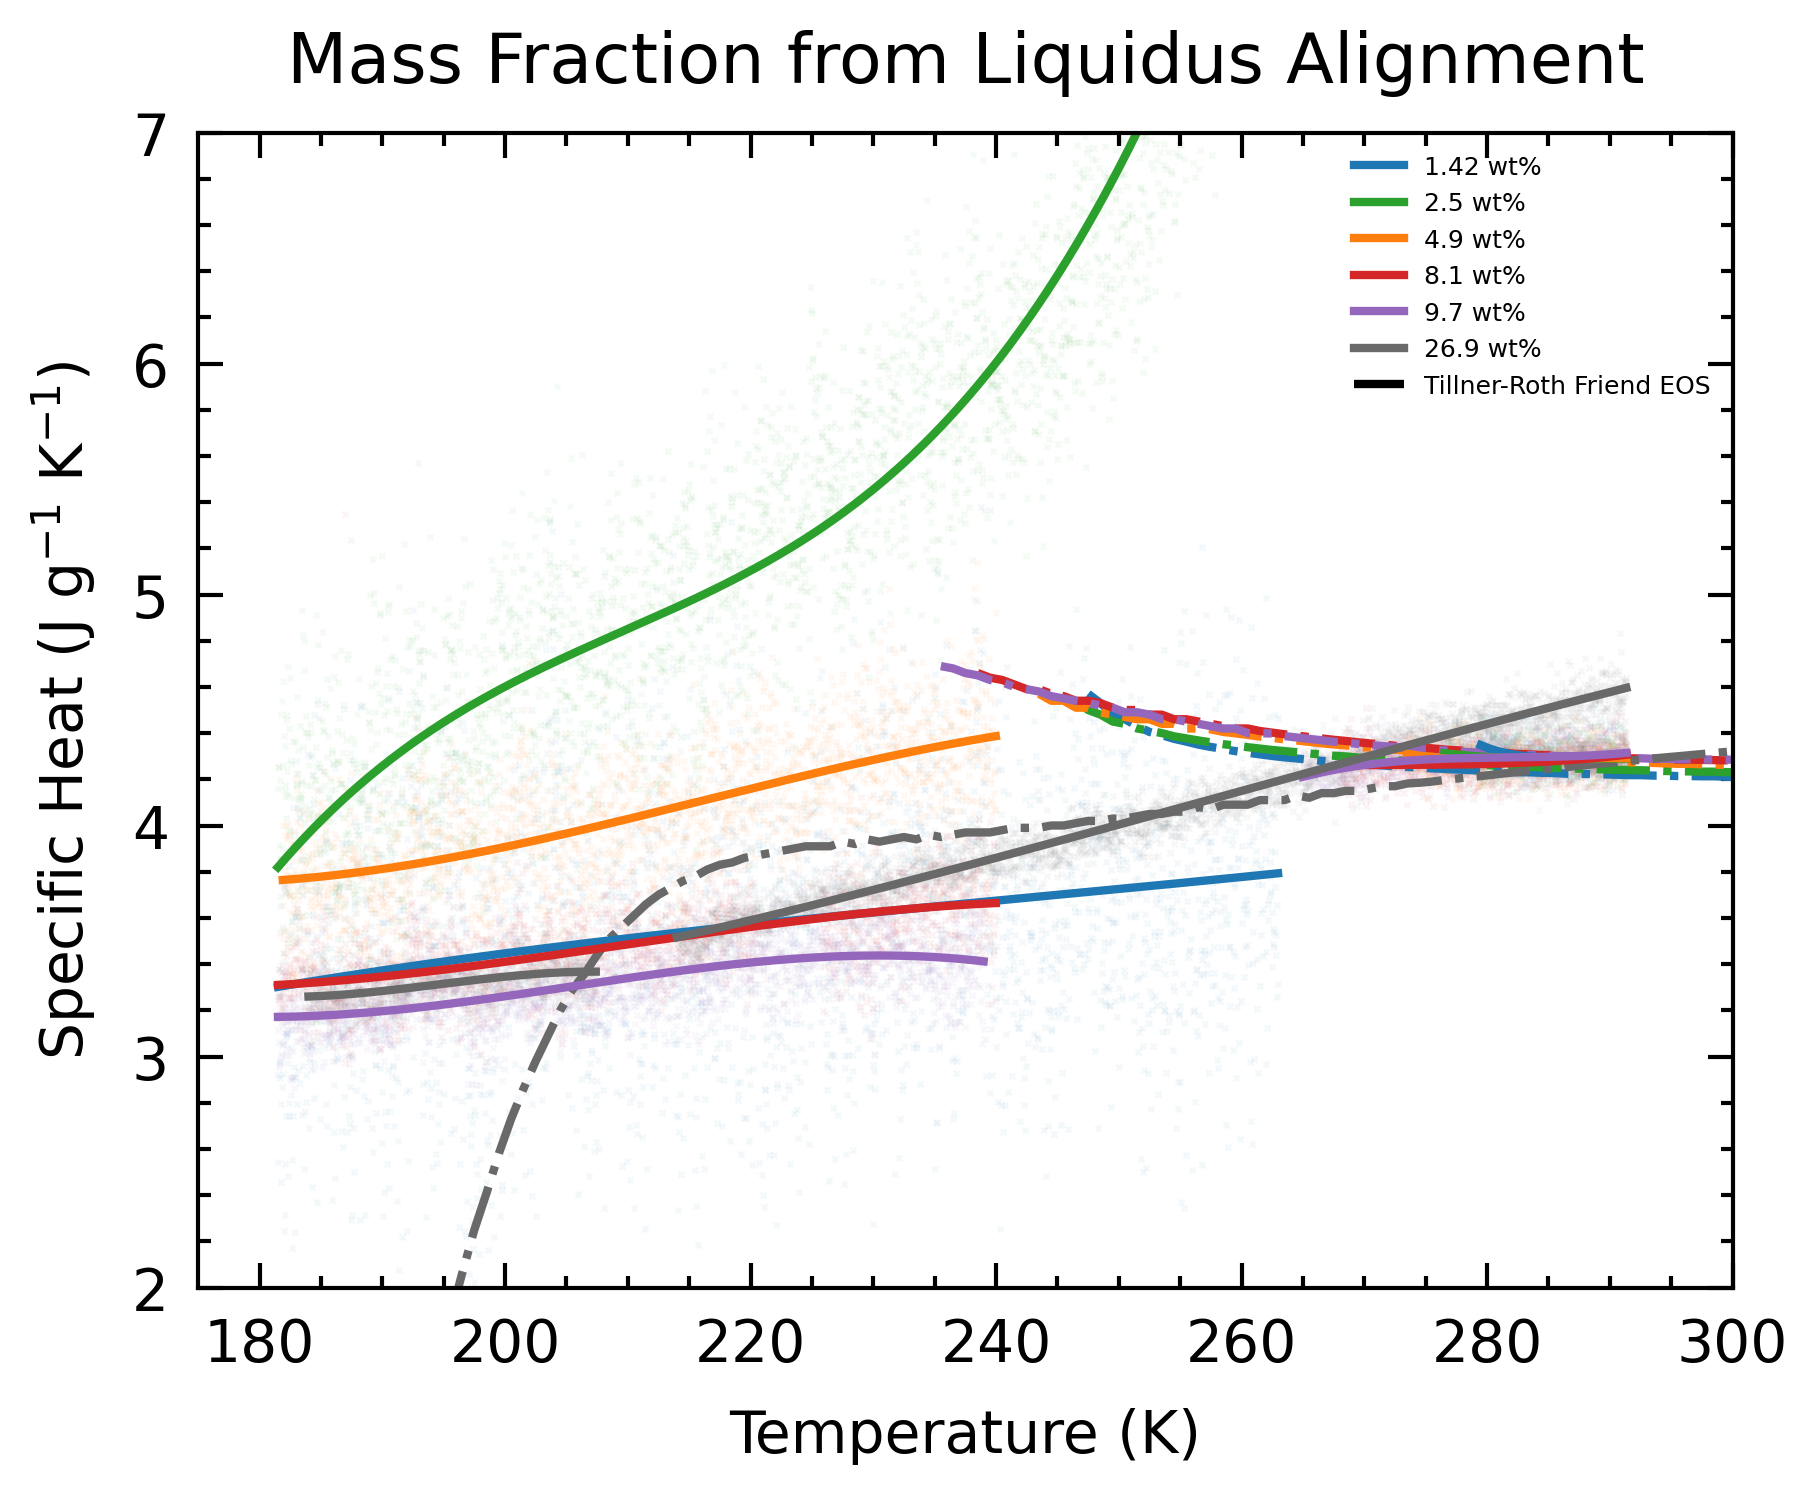 Mass Fraction from Liquidus Alignment
7
6
5
4
3
2
Specific Heat (J g⁻¹ K⁻¹)
1.42 wt%
2.5 wt%
4.9 wt%
8.1 wt%
9.7 wt%
26.9 wt%
Tillner-Roth Friend EOS
180 200 220 240 260 280 300
Temperature (K)